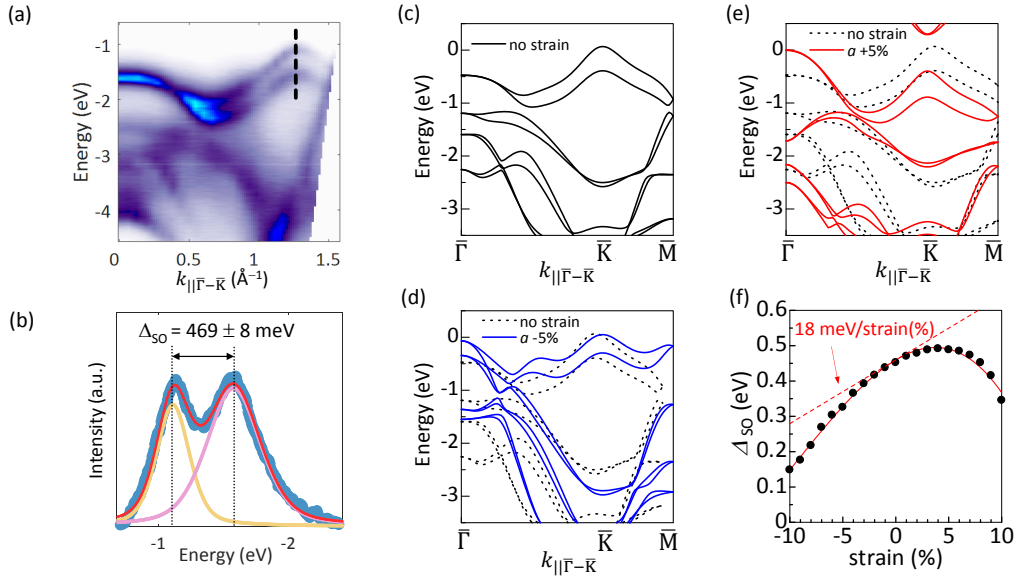 (a)
Energy (eV)
-1
-2
-3
-4
0
0.5
1
1.5
k||Γ̄−K̄ (Å⁻¹)
(b)
Δ_SO = 469 ± 8 meV
Intensity (a.u.)
-1
-2
Energy (eV)
(c)
no strain
Energy (eV)
0
-1
-2
-3
Γ̄
K̄
M̄
k||Γ̄−K̄
(d)
no strain
a -5%
Energy (eV)
0
-1
-2
-3
Γ̄
K̄
M̄
k||Γ̄−K̄
(e)
no strain
a +5%
Energy (eV)
0
-1
-2
-3
Γ̄
K̄
M̄
k||Γ̄−K̄
(f)
18 meV/strain(%)
Δ_SO (eV)
0.6
0.5
0.4
0.3
0.2
0.1
0
-10
-5
0
5
10
strain (%)